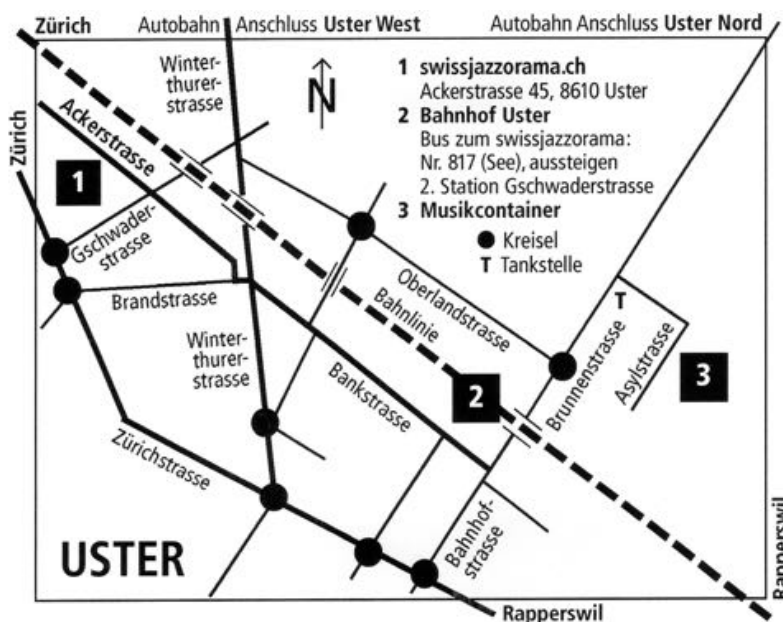 Zürich
Autobahn Anschluss Uster West
Autobahn Anschluss Uster Nord
Winter-
thurer-
strasse
N
1 swissjazzorama.ch
Ackerstrasse 45, 8610 Uster
2 Bahnhof Uster
Bus zum swissjazzorama:
Nr. 817 (See), aussteigen
2. Station Gschwaderstrasse
3 Musikcontainer
Kreisel
T Tankstelle
Zürich
Ackerstrasse
1
Gschwader-
strasse
Brandstrasse
Winter-
thurer-
strasse
Oberlandstrasse
Bahnlinie
T
Brunnenstrasse
Asylstrasse
3
2
Bankstrasse
Zürichstrasse
Bahnhof-
strasse
USTER
Rapperswil
Rapperswil